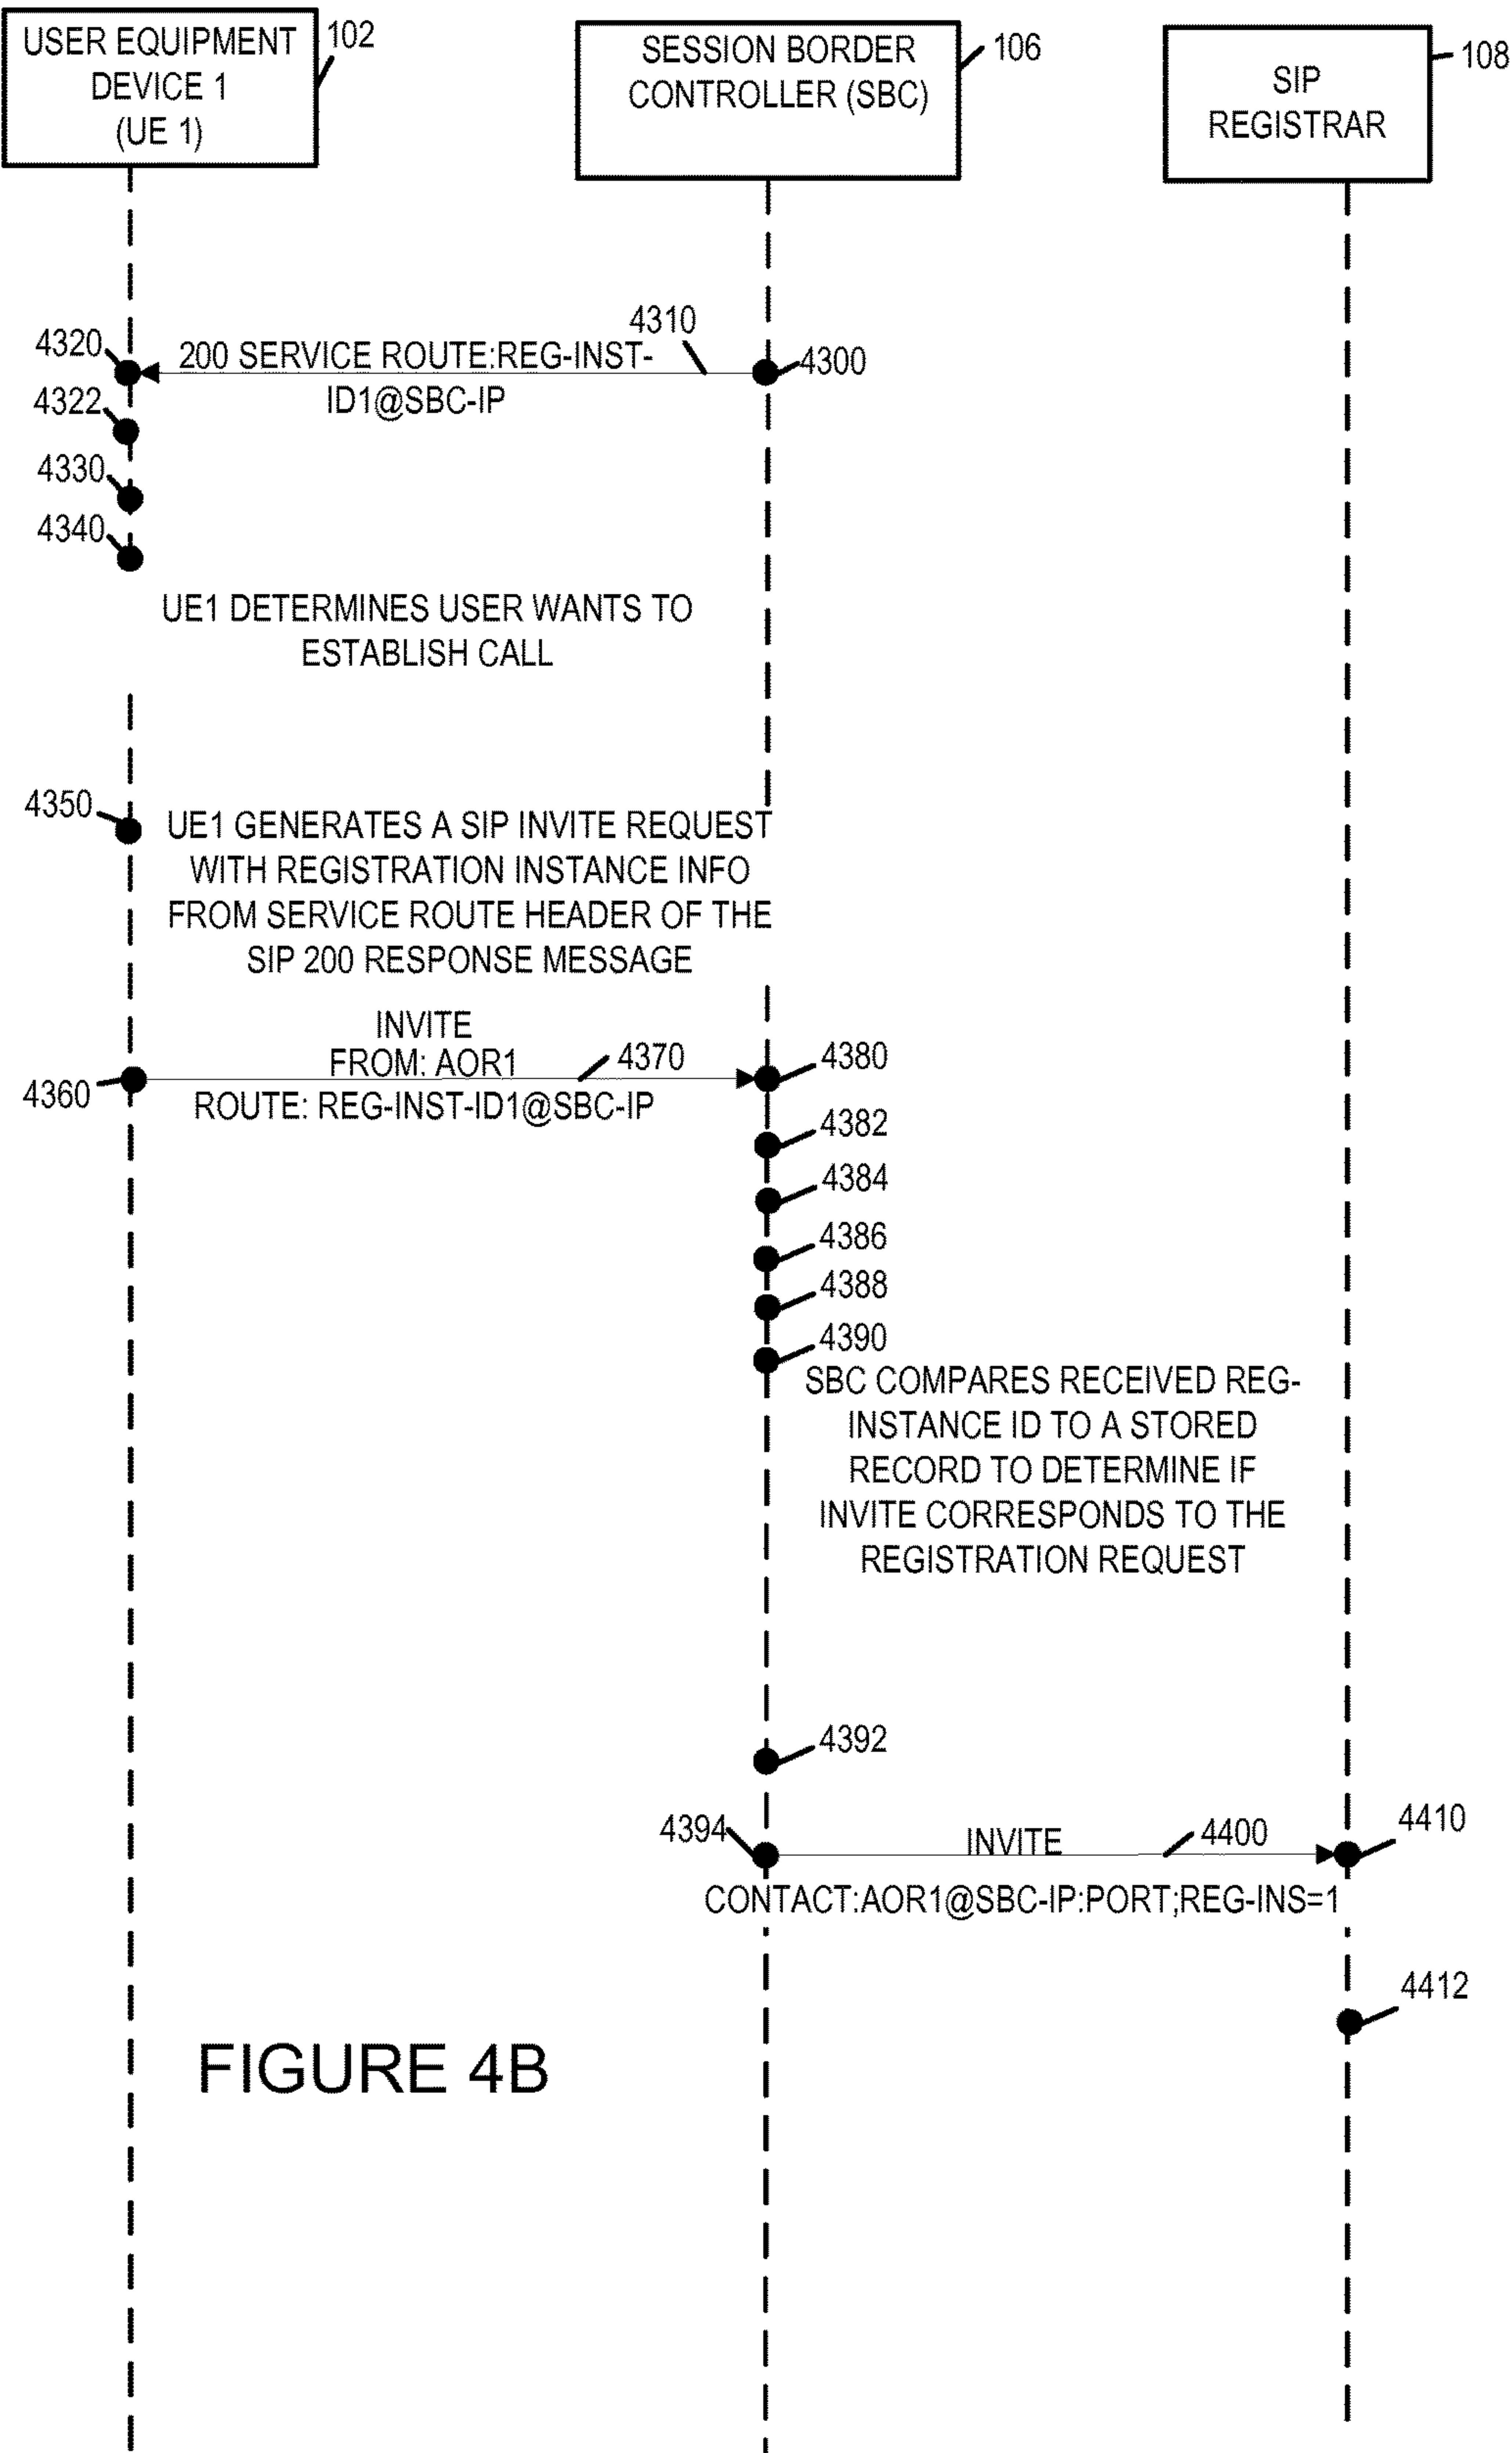 USER EQUIPMENT
DEVICE 1
(UE 1)
102
SESSION BORDER
CONTROLLER (SBC)
106
SIP
REGISTRAR
108
4310
4320
200 SERVICE ROUTE:REG-INST-
ID1@SBC-IP
4300
4322
4330
4340
UE1 DETERMINES USER WANTS TO
ESTABLISH CALL
4350
UE1 GENERATES A SIP INVITE REQUEST
WITH REGISTRATION INSTANCE INFO
FROM SERVICE ROUTE HEADER OF THE
SIP 200 RESPONSE MESSAGE
INVITE
FROM: AOR1
4370
4380
4360
ROUTE: REG-INST-ID1@SBC-IP
4382
4384
4386
4388
4390
SBC COMPARES RECEIVED REG-
INSTANCE ID TO A STORED
RECORD TO DETERMINE IF
INVITE CORRESPONDS TO THE
REGISTRATION REQUEST
4392
4394
INVITE
4400
4410
CONTACT:AOR1@SBC-IP:PORT;REG-INS=1
4412
FIGURE 4B